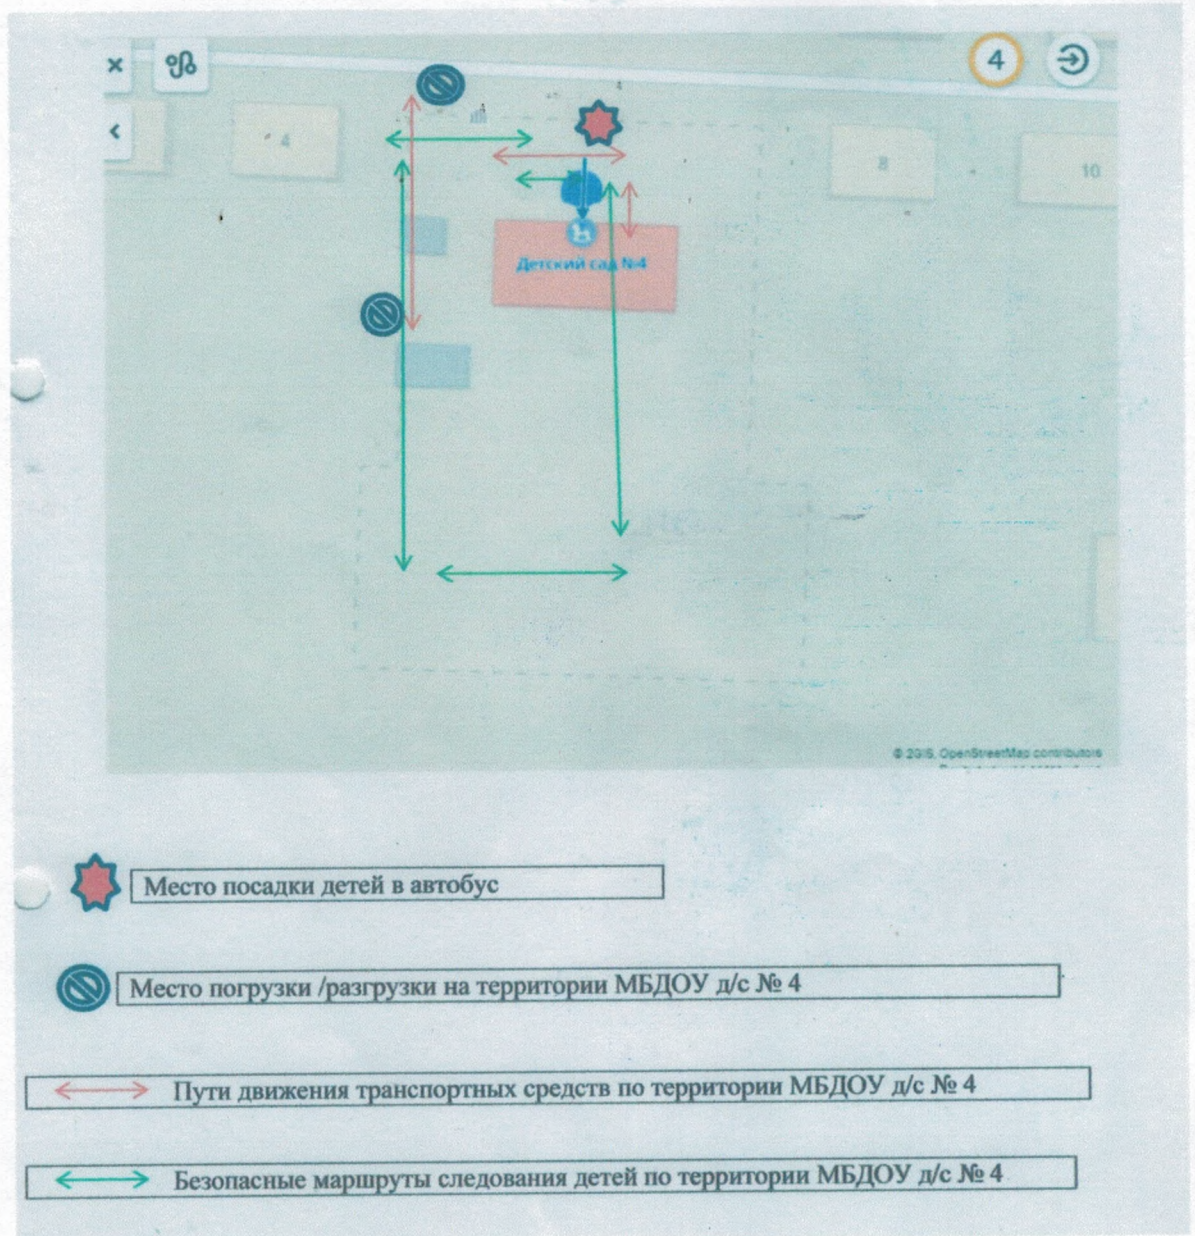 4
4
8
10
Детский сад №4
OpenStreetMap contributors
Место посадки детей в автобус
Место погрузки /разгрузки на территории МБДОУ д/с № 4
Пути движения транспортных средств по территории МБДОУ д/с № 4
Безопасные маршруты следования детей по территории МБДОУ д/с № 4